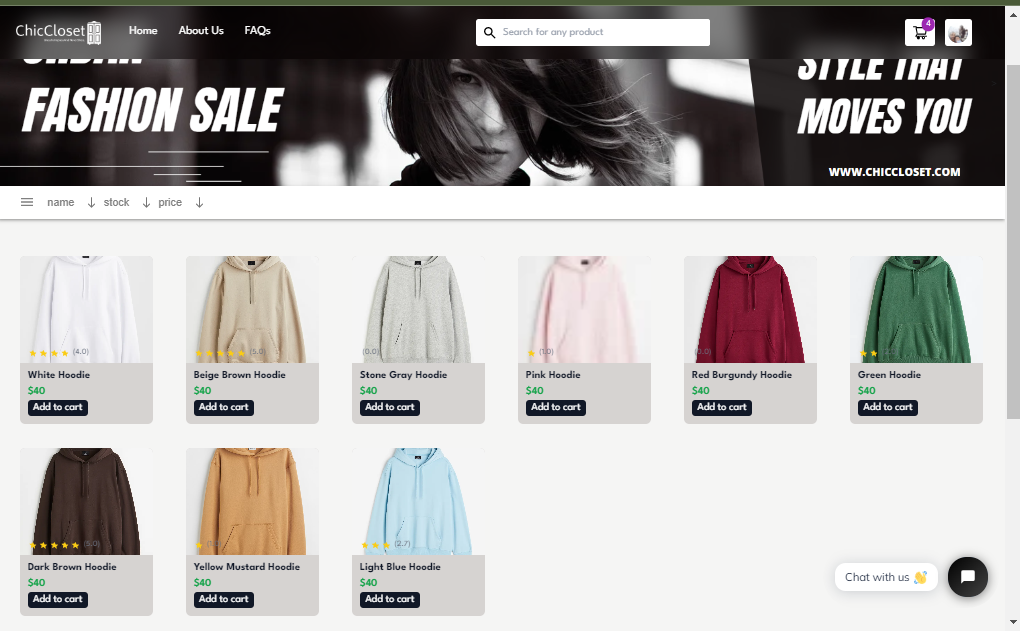 ChicCloset
Home About Us FAQs
Search for any product
4
FASHION SALE
STYLE THAT
MOVES YOU
WWW.CHICCLOSET.COM
name stock price
(4.0) (5.0) (0.0) (1.0)
White Hoodie Beige Brown Hoodie Stone Gray Hoodie Pink Hoodie Red Burgundy Hoodie Green Hoodie
$40 $40 $40 $40 $40 $40
Add to cart Add to cart Add to cart Add to cart Add to cart Add to cart
(5.0) (2.7)
Dark Brown Hoodie Yellow Mustard Hoodie Light Blue Hoodie
$40 $40 $40
Add to cart Add to cart Add to cart
Chat with us 👋